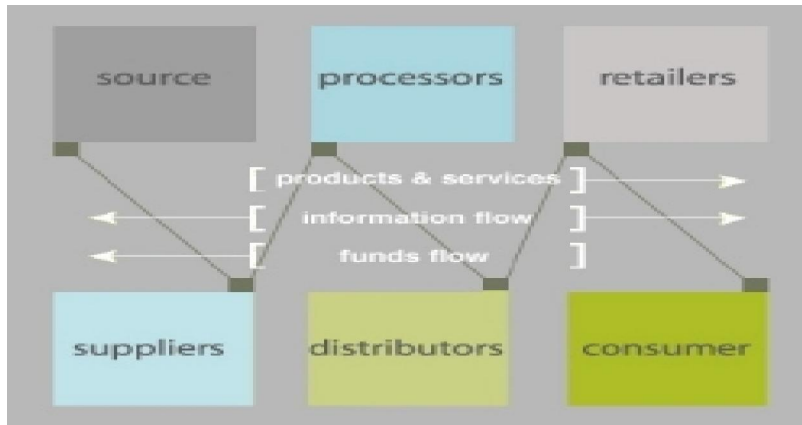 source
processors
retailers
[ products & services ]
[ information flow ]
[ funds flow ]
suppliers
distributors
consumer